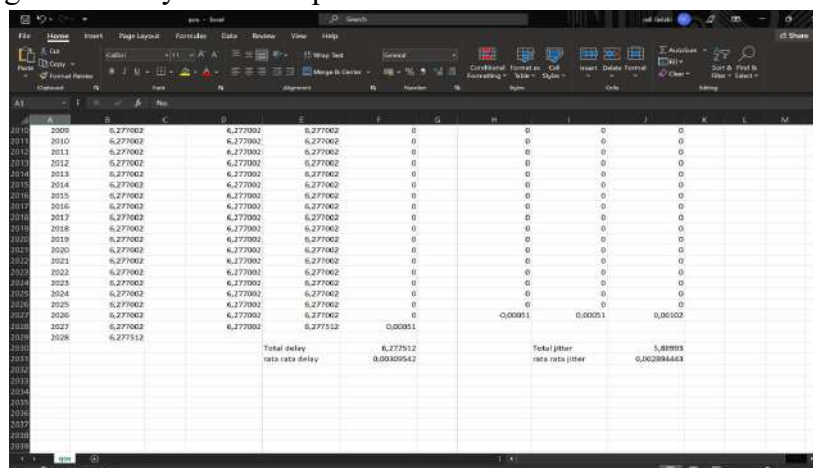 qos - Excel
Search
File Home Insert Page Layout Formulas Data Review View Help
Share
Cut
Copy
Format Painter
Paste
Calibri 11
Wrap Text
Merge & Center
General
Conditional Formatting
Format as Table
Cell Styles
Insert Delete Format
AutoSum
Fill
Clear
Sort & Filter
Find & Select
Clipboard Font Alignment Number Styles Cells Editing
A1 No.
A B C D E F G H I J K L M
2010 2009 6,277002 6,277002 6,277002 0 0 0 0
2011 2010 6,277002 6,277002 6,277002 0 0 0 0
2012 2011 6,277002 6,277002 6,277002 0 0 0 0
2013 2012 6,277002 6,277002 6,277002 0 0 0 0
2014 2013 6,277002 6,277002 6,277002 0 0 0 0
2015 2014 6,277002 6,277002 6,277002 0 0 0 0
2016 2015 6,277002 6,277002 6,277002 0 0 0 0
2017 2016 6,277002 6,277002 6,277002 0 0 0 0
2018 2017 6,277002 6,277002 6,277002 0 0 0 0
2019 2018 6,277002 6,277002 6,277002 0 0 0 0
2020 2019 6,277002 6,277002 6,277002 0 0 0 0
2021 2020 6,277002 6,277002 6,277002 0 0 0 0
2022 2021 6,277002 6,277002 6,277002 0 0 0 0
2023 2022 6,277002 6,277002 6,277002 0 0 0 0
2024 2023 6,277002 6,277002 6,277002 0 0 0 0
2025 2024 6,277002 6,277002 6,277002 0 0 0 0
2026 2025 6,277002 6,277002 6,277002 0 0 0 0
2027 2026 6,277002 6,277002 6,277002 0 -0,00051 0,00051 0,00102
2028 2027 6,277002 6,277002 6,277512 0,00051
2029 2028 6,277512
2030 Total delay 6,277512 Total jitter
2031 rata rata delay 0,00309542 rata rata jitter 0,002894443
2032
2033
2034
2035
2036
2037
2038
2039
qos